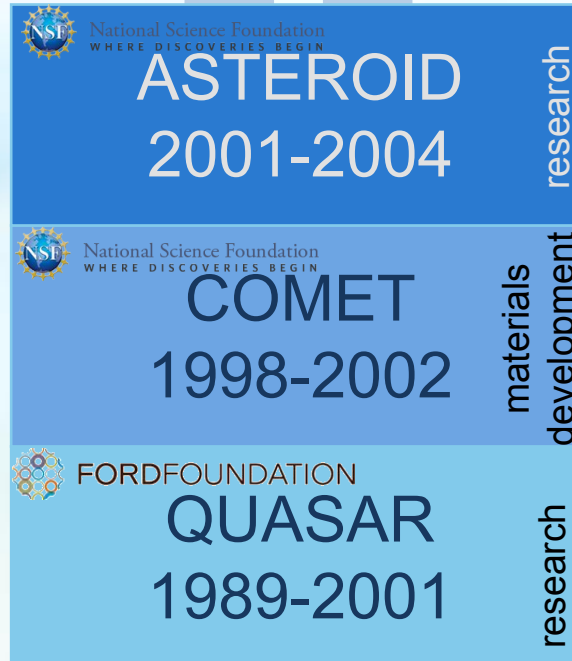 NSF National Science Foundation
WHERE DISCOVERIES BEGIN
ASTEROID
2001-2004
research
NSF National Science Foundation
WHERE DISCOVERIES BEGIN
COMET
1998-2002
materials
development
FORDFOUNDATION
QUASAR
1989-2001
research